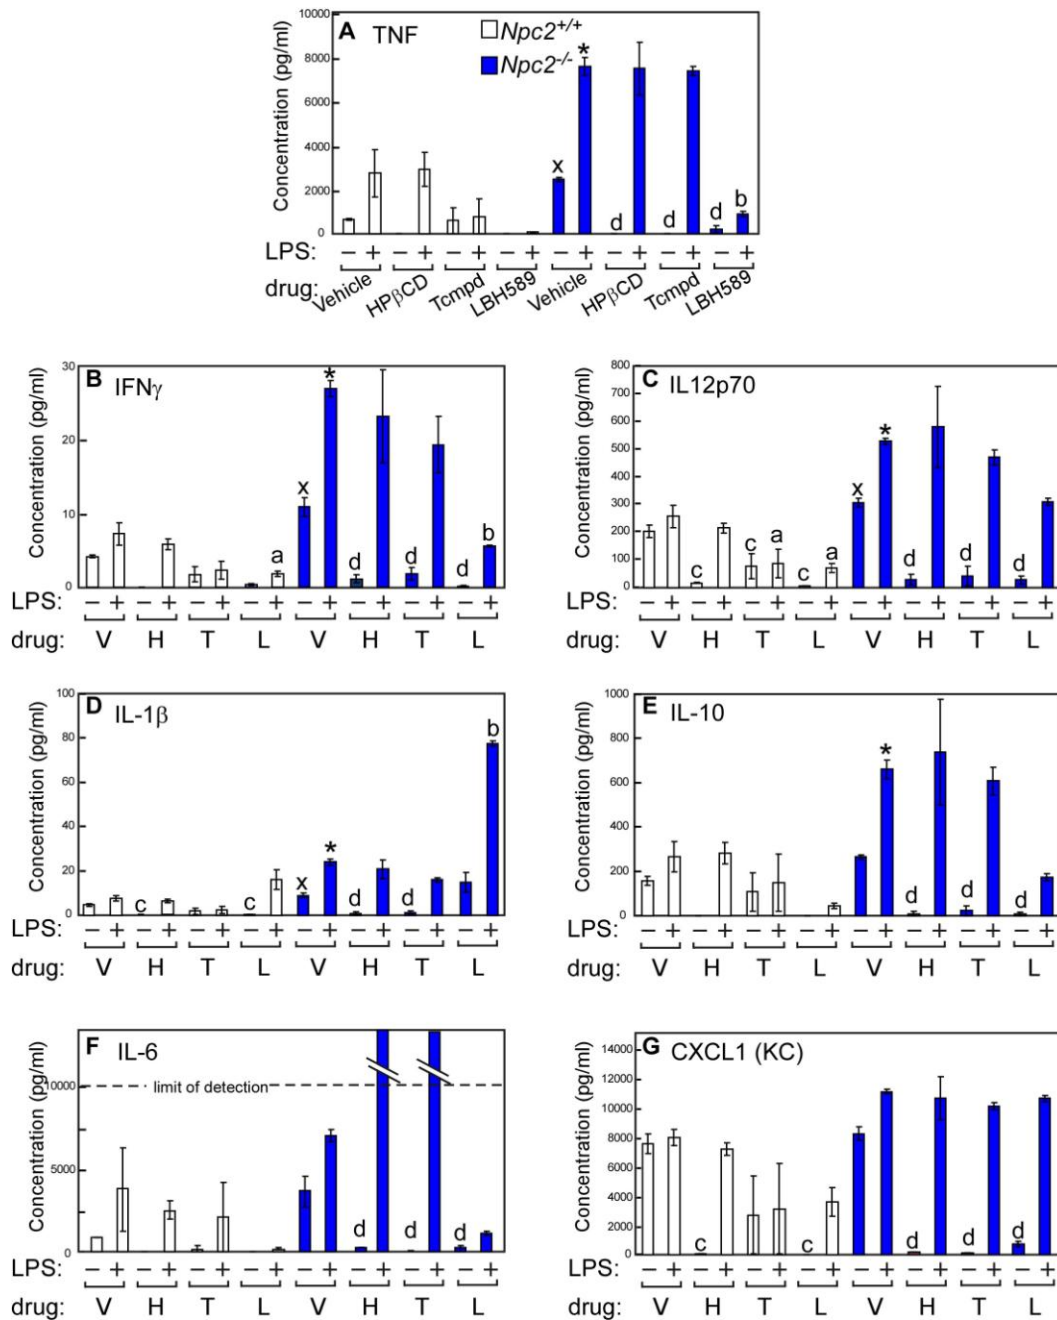 A TNF
Npc2+/+
Npc2-/-
Concentration (pg/ml)
10000
8000
6000
4000
2000
0
x * d d d b
LPS: − + − + − + − + − + − + − + − +
drug: Vehicle HPβCD Tcmpd LBH589 Vehicle HPβCD Tcmpd LBH589
B IFNγ
Concentration (pg/ml)
30
20
10
0
a x * d d d b
LPS: − + − + − + − + − + − + − + − +
drug: V H T L V H T L
C IL12p70
Concentration (pg/ml)
800
700
600
500
400
300
200
100
0
c c a c a x * d d d
LPS: − + − + − + − + − + − + − + − +
drug: V H T L V H T L
D IL-1β
Concentration (pg/ml)
100
80
60
40
20
0
c c x * d d b
LPS: − + − + − + − + − + − + − + − +
drug: V H T L V H T L
E IL-10
Concentration (pg/ml)
1000
800
600
400
200
0
* d d d
LPS: − + − + − + − + − + − + − + − +
drug: V H T L V H T L
F IL-6
Concentration (pg/ml)
10000
limit of detection
5000
0
d d d
LPS: − + − + − + − + − + − + − + − +
drug: V H T L V H T L
G CXCL1 (KC)
Concentration (pg/ml)
14000
12000
10000
8000
6000
4000
2000
0
c c d d d
LPS: − + − + − + − + − + − + − + − +
drug: V H T L V H T L